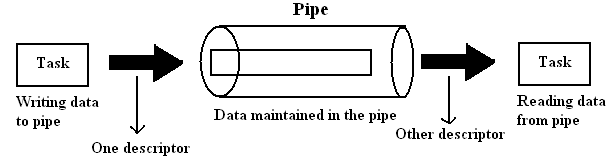 Pipe
Task
Task
Writing data
to pipe
Data maintained in the pipe
Reading data
from pipe
One descriptor
Other descriptor